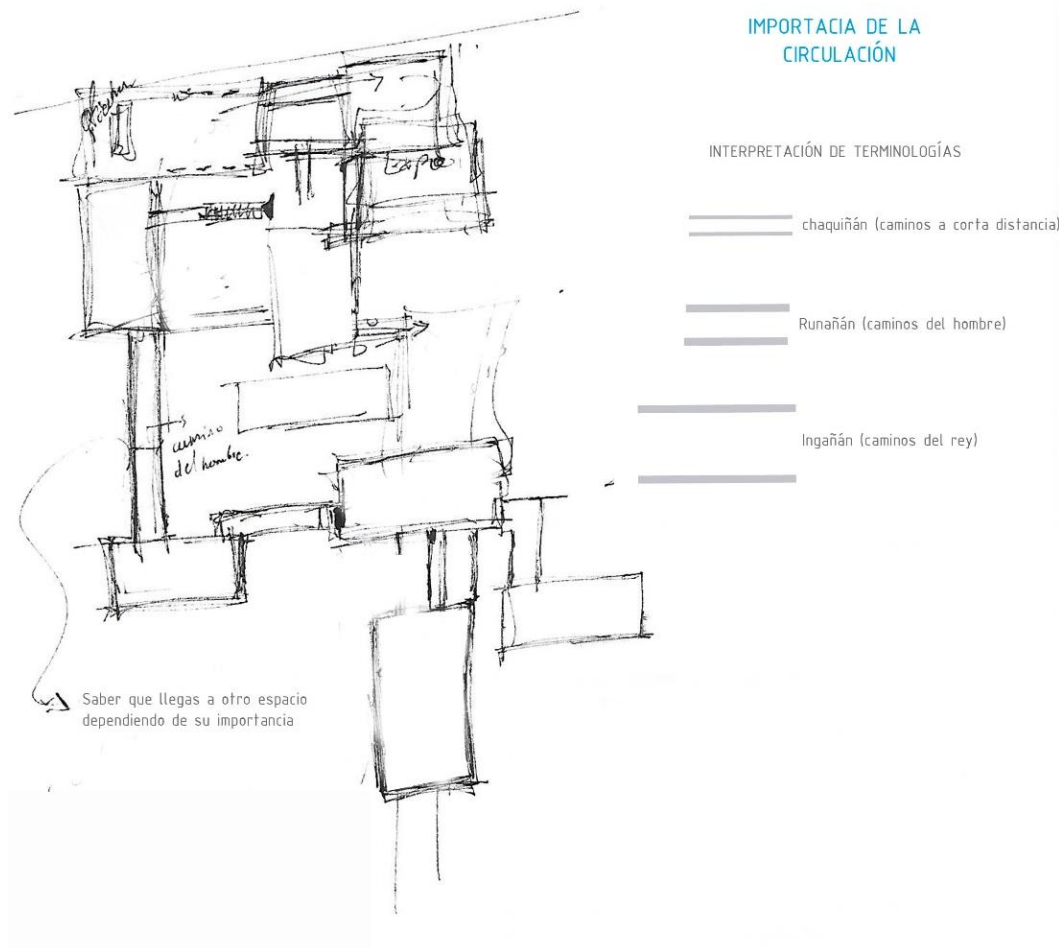 IMPORTACIA DE LA
CIRCULACIÓN
INTERPRETACIÓN DE TERMINOLOGÍAS
chaquiñán (caminos a corta distancia)
Runañán (caminos del hombre)
Ingañán (caminos del rey)
camino
del hombre.
Saber que llegas a otro espacio
dependiendo de su importancia